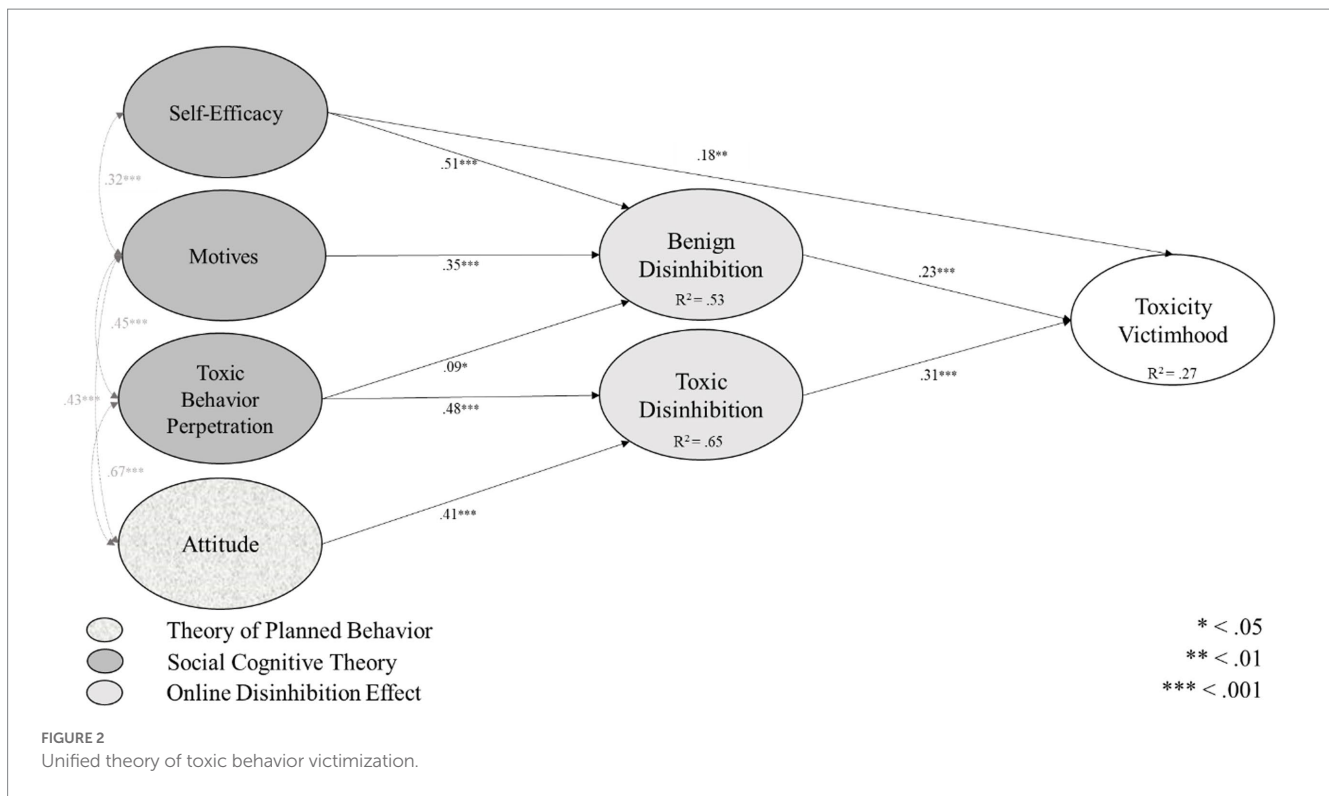 Self-Efficacy
.18**
.51***
.32***
Motives
.35***
Benign
Disinhibition
R² = .53
.23***
.45***
Toxicity
Victimhood
R² = .27
.09*
Toxic
Behavior
Perpetration
.43***
.48***
Toxic
Disinhibition
R² = .65
.31***
.67***
.41***
Attitude
Theory of Planned Behavior
Social Cognitive Theory
Online Disinhibition Effect
* < .05
** < .01
*** < .001
FIGURE 2
Unified theory of toxic behavior victimization.